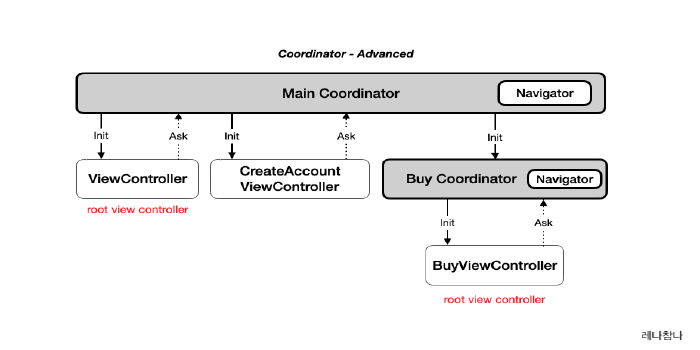 Coordinator - Advanced
Main Coordinator
Navigator
Init
Ask
Init
Ask
Init
ViewController
CreateAccount
ViewController
Buy Coordinator
Navigator
root view controller
Init
Ask
BuyViewController
root view controller
레나참나